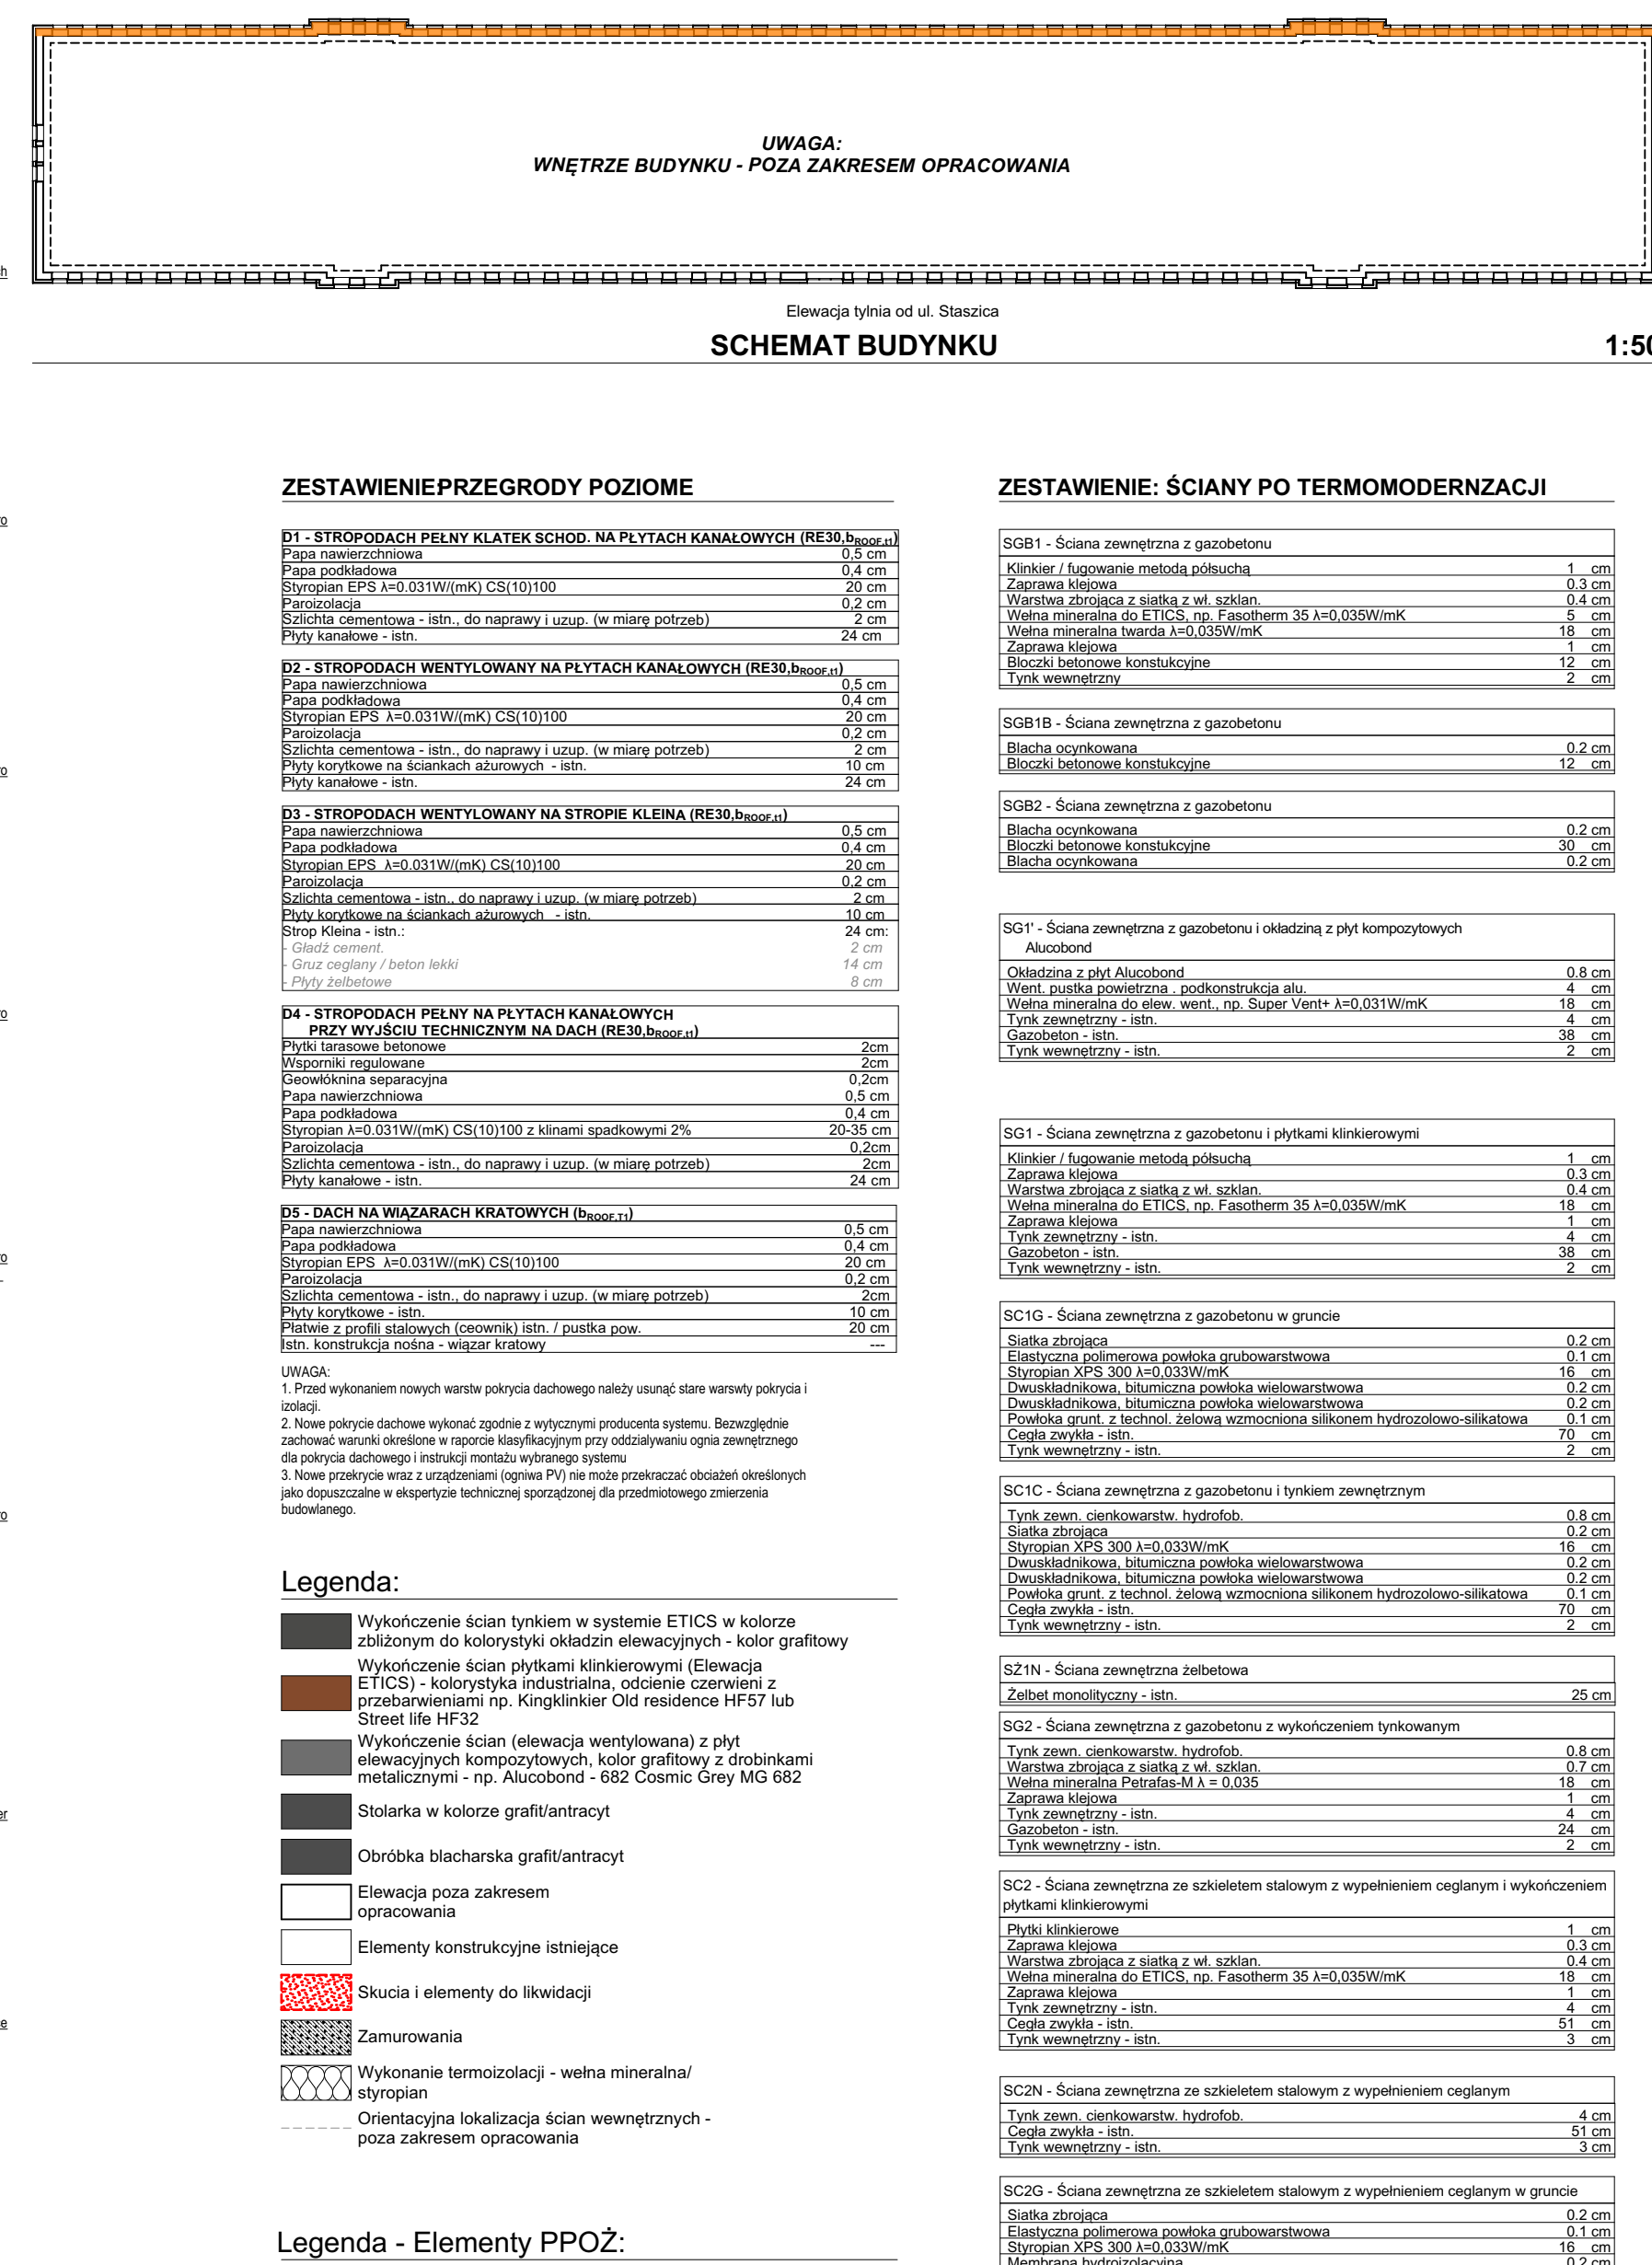 UWAGA:
WNĘTRZE BUDYNKU - POZA ZAKRESEM OPRACOWANIA
Elewacja tylnia od ul. Staszica
SCHEMAT BUDYNKU 1:50
ZESTAWIENIE: PRZEGRODY POZIOME
D1 - STROPODACH PEŁNY KLATEK SCHOD. NA PŁYTACH KANAŁOWYCH (RE30,bROOF,t1)
Papa nawierzchniowa 0,5 cm
Papa podkładowa 0,4 cm
Styropian EPS λ=0.031W/(mK) CS(10)100 20 cm
Paroizolacja 0,2 cm
Szlichta cementowa - istn., do naprawy i uzup. (w miarę potrzeb) 2 cm
Płyty kanałowe - istn. 24 cm
D2 - STROPODACH WENTYLOWANY NA PŁYTACH KANAŁOWYCH (RE30,bROOF,t1)
Papa nawierzchniowa 0,5 cm
Papa podkładowa 0,4 cm
Styropian EPS λ=0.031W/(mK) CS(10)100 20 cm
Paroizolacja 0,2 cm
Szlichta cementowa - istn., do naprawy i uzup. (w miarę potrzeb) 2 cm
Płyty korytkowe na ściankach ażurowych - istn. 10 cm
Płyty kanałowe - istn. 24 cm
D3 - STROPODACH WENTYLOWANY NA STROPIE KLEINA (RE30,bROOF,t1)
Papa nawierzchniowa 0,5 cm
Papa podkładowa 0,4 cm
Styropian EPS λ=0.031W/(mK) CS(10)100 20 cm
Paroizolacja 0,2 cm
Szlichta cementowa - istn., do naprawy i uzup. (w miarę potrzeb) 2 cm
Płyty korytkowe na ściankach ażurowych - istn. 10 cm
Strop Kleina - istn.: 24 cm:
- Gładź cement. 2 cm
- Gruz ceglany / beton lekki 14 cm
- Płyty żelbetowe 8 cm
D4 - STROPODACH PEŁNY NA PŁYTACH KANAŁOWYCH
PRZY WYJŚCIU TECHNICZNYM NA DACH (RE30,bROOF,t1)
Płytki tarasowe betonowe 2cm
Wsporniki regulowane 2cm
Geowłóknina separacyjna 0,2cm
Papa nawierzchniowa 0,5 cm
Papa podkładowa 0,4 cm
Styropian λ=0.031W/(mK) CS(10)100 z klinami spadkowymi 2% 20-35 cm
Paroizolacja 0,2cm
Szlichta cementowa - istn., do naprawy i uzup. (w miarę potrzeb) 2cm
Płyty kanałowe - istn. 24 cm
D5 - DACH NA WIĄZARACH KRATOWYCH (bROOF,T1)
Papa nawierzchniowa 0,5 cm
Papa podkładowa 0,4 cm
Styropian EPS λ=0.031W/(mK) CS(10)100 20 cm
Paroizolacja 0,2 cm
Szlichta cementowa - istn., do naprawy i uzup. (w miarę potrzeb) 2cm
Płyty korytkowe - istn. 10 cm
Płatwie z profili stalowych (ceownik) istn. / pustka pow. 20 cm
Istn. konstrukcja nośna - wiązar kratowy ---
UWAGA:
1. Przed wykonaniem nowych warstw pokrycia dachowego należy usunąć stare warswty pokrycia i
izolacji.
2. Nowe pokrycie dachowe wykonać zgodnie z wytycznymi producenta systemu. Bezwzględnie
zachować warunki określone w raporcie klasyfikacyjnym przy oddzialywaniu ognia zewnętrznego
dla pokrycia dachowego i instrukcji montażu wybranego systemu
3. Nowe przekrycie wraz z urządzeniami (ogniwa PV) nie może przekraczać obciażeń określonych
jako dopuszczalne w ekspertyzie technicznej sporządzonej dla przedmiotowego zmierzenia
budowlanego.
Legenda:
Wykończenie ścian tynkiem w systemie ETICS w kolorze
zbliżonym do kolorystyki okładzin elewacyjnych - kolor grafitowy
Wykończenie ścian płytkami klinkierowymi (Elewacja
ETICS) - kolorystyka industrialna, odcienie czerwieni z
przebarwieniami np. Kingklinkier Old residence HF57 lub
Street life HF32
Wykończenie ścian (elewacja wentylowana) z płyt
elewacyjnych kompozytowych, kolor grafitowy z drobinkami
metalicznymi - np. Alucobond - 682 Cosmic Grey MG 682
Stolarka w kolorze grafit/antracyt
Obróbka blacharska grafit/antracyt
Elewacja poza zakresem
opracowania
Elementy konstrukcyjne istniejące
Skucia i elementy do likwidacji
Zamurowania
Wykonanie termoizolacji - wełna mineralna/
styropian
Orientacyjna lokalizacja ścian wewnętrznych -
poza zakresem opracowania
Legenda - Elementy PPOŻ:
ZESTAWIENIE: ŚCIANY PO TERMOMODERNZACJI
SGB1 - Ściana zewnętrzna z gazobetonu
Klinkier / fugowanie metodą półsuchą 1 cm
Zaprawa klejowa 0.3 cm
Warstwa zbrojąca z siatką z wł. szklan. 0.4 cm
Wełna mineralna do ETICS, np. Fasotherm 35 λ=0,035W/mK 5 cm
Wełna mineralna twarda λ=0,035W/mK 18 cm
Zaprawa klejowa 1 cm
Bloczki betonowe konstukcyjne 12 cm
Tynk wewnętrzny 2 cm
SGB1B - Ściana zewnętrzna z gazobetonu
Blacha ocynkowana 0.2 cm
Bloczki betonowe konstukcyjne 12 cm
SGB2 - Ściana zewnętrzna z gazobetonu
Blacha ocynkowana 0.2 cm
Bloczki betonowe konstukcyjne 30 cm
Blacha ocynkowana 0.2 cm
SG1' - Ściana zewnętrzna z gazobetonu i okładziną z płyt kompozytowych
Alucobond
Okładzina z płyt Alucobond 0.8 cm
Went. pustka powietrzna . podkonstrukcja alu. 4 cm
Wełna mineralna do elew. went., np. Super Vent+ λ=0,031W/mK 18 cm
Tynk zewnętrzny - istn. 4 cm
Gazobeton - istn. 38 cm
Tynk wewnętrzny - istn. 2 cm
SG1 - Ściana zewnętrzna z gazobetonu i płytkami klinkierowymi
Klinkier / fugowanie metodą półsuchą 1 cm
Zaprawa klejowa 0.3 cm
Warstwa zbrojąca z siatką z wł. szklan. 0.4 cm
Wełna mineralna do ETICS, np. Fasotherm 35 λ=0,035W/mK 18 cm
Zaprawa klejowa 1 cm
Tynk zewnętrzny - istn. 4 cm
Gazobeton - istn. 38 cm
Tynk wewnętrzny - istn. 2 cm
SC1G - Ściana zewnętrzna z gazobetonu w gruncie
Siatka zbrojąca 0.2 cm
Elastyczna polimerowa powłoka grubowarstwowa 0.1 cm
Styropian XPS 300 λ=0,033W/mK 16 cm
Dwuskładnikowa, bitumiczna powłoka wielowarstwowa 0.2 cm
Dwuskładnikowa, bitumiczna powłoka wielowarstwowa 0.2 cm
Powłoka grunt. z technol. żelową wzmocniona silikonem hydrozolowo-silikatowa 0.1 cm
Cegła zwykła - istn. 70 cm
Tynk wewnętrzny - istn. 2 cm
SC1C - Ściana zewnętrzna z gazobetonu i tynkiem zewnętrznym
Tynk zewn. cienkowarstw. hydrofob. 0.8 cm
Siatka zbrojąca 0.2 cm
Styropian XPS 300 λ=0,033W/mK 16 cm
Dwuskładnikowa, bitumiczna powłoka wielowarstwowa 0.2 cm
Dwuskładnikowa, bitumiczna powłoka wielowarstwowa 0.2 cm
Powłoka grunt. z technol. żelową wzmocniona silikonem hydrozolowo-silikatowa 0.1 cm
Cegła zwykła - istn. 70 cm
Tynk wewnętrzny - istn. 2 cm
SŻ1N - Ściana zewnętrzna żelbetowa
Żelbet monolityczny - istn. 25 cm
SG2 - Ściana zewnętrzna z gazobetonu z wykończeniem tynkowanym
Tynk zewn. cienkowarstw. hydrofob. 0.8 cm
Warstwa zbrojąca z siatką z wł. szklan. 0.7 cm
Wełna mineralna Petrafas-M λ = 0,035 18 cm
Zaprawa klejowa 1 cm
Tynk zewnętrzny - istn. 4 cm
Gazobeton - istn. 24 cm
Tynk wewnętrzny - istn. 2 cm
SC2 - Ściana zewnętrzna ze szkieletem stalowym z wypełnieniem ceglanym i wykończeniem
płytkami klinkierowymi
Płytki klinkierowe 1 cm
Zaprawa klejowa 0.3 cm
Warstwa zbrojąca z siatką z wł. szklan. 0.4 cm
Wełna mineralna do ETICS, np. Fasotherm 35 λ=0,035W/mK 18 cm
Zaprawa klejowa 1 cm
Tynk zewnętrzny - istn. 4 cm
Cegła zwykła - istn. 51 cm
Tynk wewnętrzny - istn. 3 cm
SC2N - Ściana zewnętrzna ze szkieletem stalowym z wypełnieniem ceglanym
Tynk zewn. cienkowarstw. hydrofob. 4 cm
Cegła zwykła - istn. 51 cm
Tynk wewnętrzny - istn. 3 cm
SC2G - Ściana zewnętrzna ze szkieletem stalowym z wypełnieniem ceglanym w gruncie
Siatka zbrojąca 0.2 cm
Elastyczna polimerowa powłoka grubowarstwowa 0.1 cm
Styropian XPS 300 λ=0,033W/mK 16 cm
Membrana hydroizolacyjna 0.2 cm